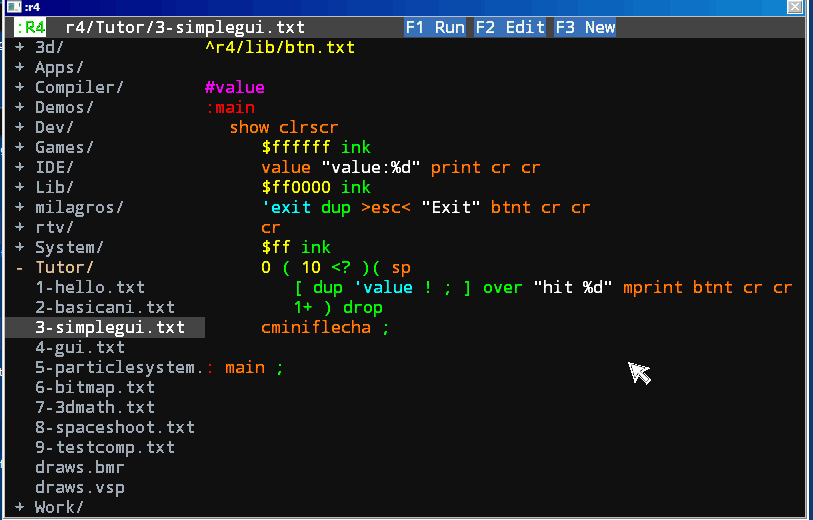 :r4
:R4 r4/Tutor/3-simplegui.txt F1 Run F2 Edit F3 New
+ 3d/ ^r4/lib/btn.txt
+ Apps/
+ Compiler/ #value
+ Demos/ :main
+ Dev/ show clrscr
+ Games/ $ffffff ink
+ IDE/ value "value:%d" print cr cr
+ Lib/ $ff0000 ink
+ milagros/ 'exit dup >esc< "Exit" btnt cr cr
+ rtv/ cr
+ System/ $ff ink
- Tutor/ 0 ( 10 <? )( sp
1-hello.txt [ dup 'value ! ; ] over "hit %d" mprint btnt cr cr
2-basicani.txt 1+ ) drop
3-simplegui.txt cminiflecha ;
4-gui.txt
5-particlesystem. : main ;
6-bitmap.txt
7-3dmath.txt
8-spaceshoot.txt
9-testcomp.txt
draws.bmr
draws.vsp
+ Work/